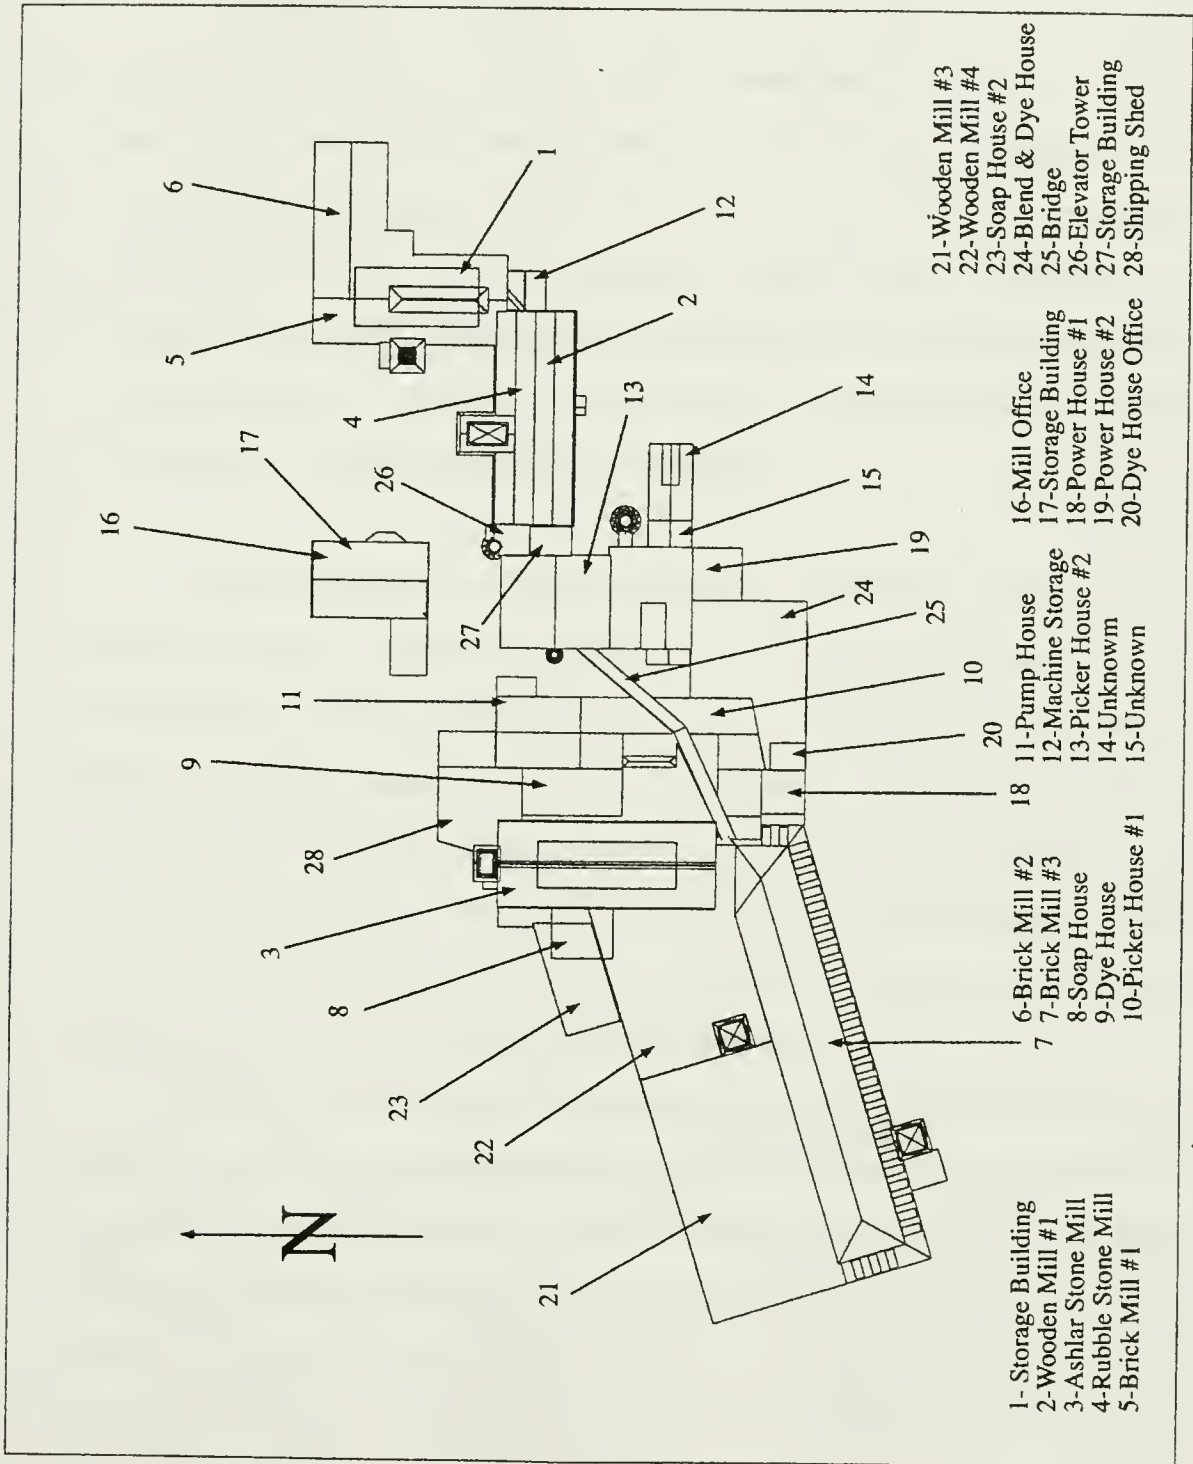 6
1
5
12
2
4
17
13
14
16
26
15
19
27
24
25
11
10
9
20
18
28
3
8
7
23
22
21
N
1- Storage Building
2-Wooden Mill #1
3-Ashlar Stone Mill
4-Rubble Stone Mill
5-Brick Mill #1
6-Brick Mill #2
7-Brick Mill #3
8-Soap House
9-Dye House
10-Picker House #1
11-Pump House
12-Machine Storage
13-Picker House #2
14-Unknowm
15-Unknown
16-Mill Office
17-Storage Building
18-Power House #1
19-Power House #2
20-Dye House Office
21-Wooden Mill #3
22-Wooden Mill #4
23-Soap House #2
24-Blend & Dye House
25-Bridge
26-Elevator Tower
27-Storage Building
28-Shipping Shed